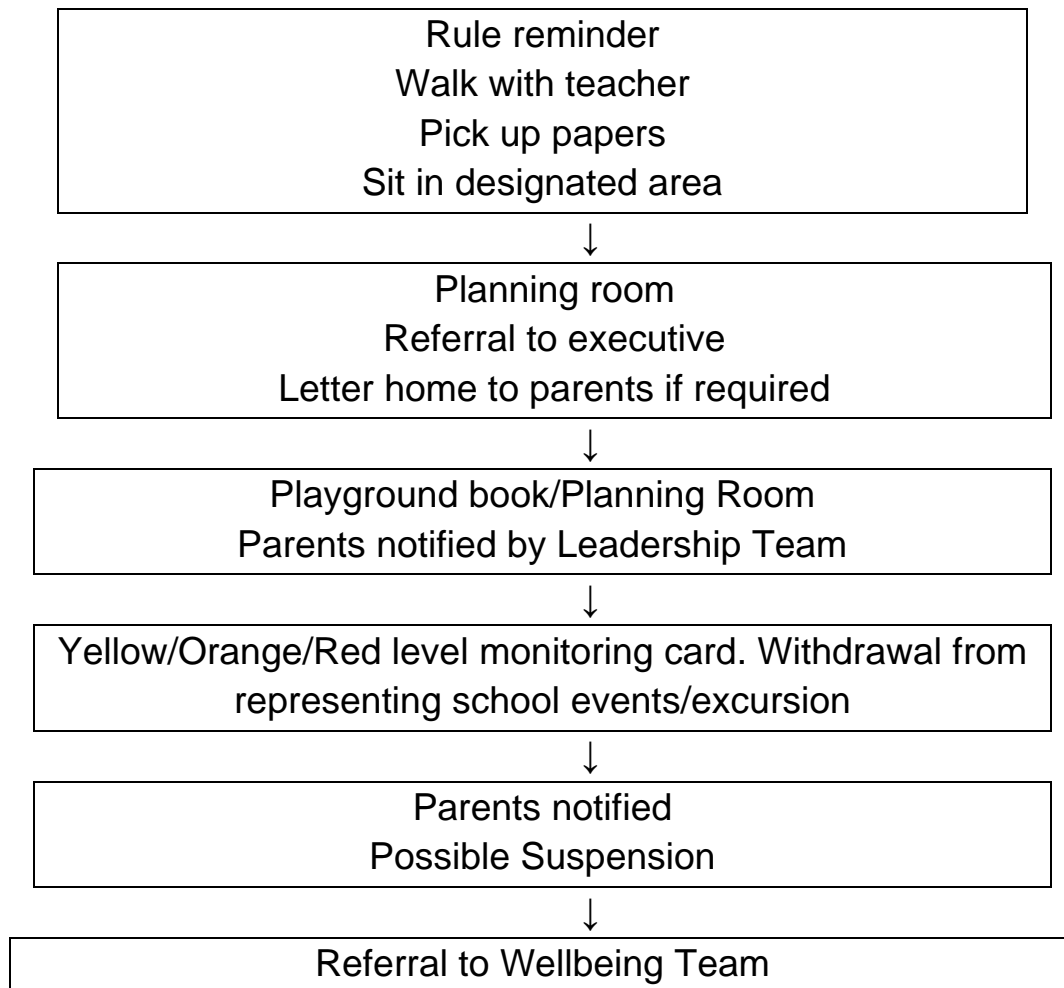 Rule reminder
Walk with teacher
Pick up papers
Sit in designated area
↓
Planning room
Referral to executive
Letter home to parents if required
↓
Playground book/Planning Room
Parents notified by Leadership Team
↓
Yellow/Orange/Red level monitoring card. Withdrawal from
representing school events/excursion
↓
Parents notified
Possible Suspension
↓
Referral to Wellbeing Team